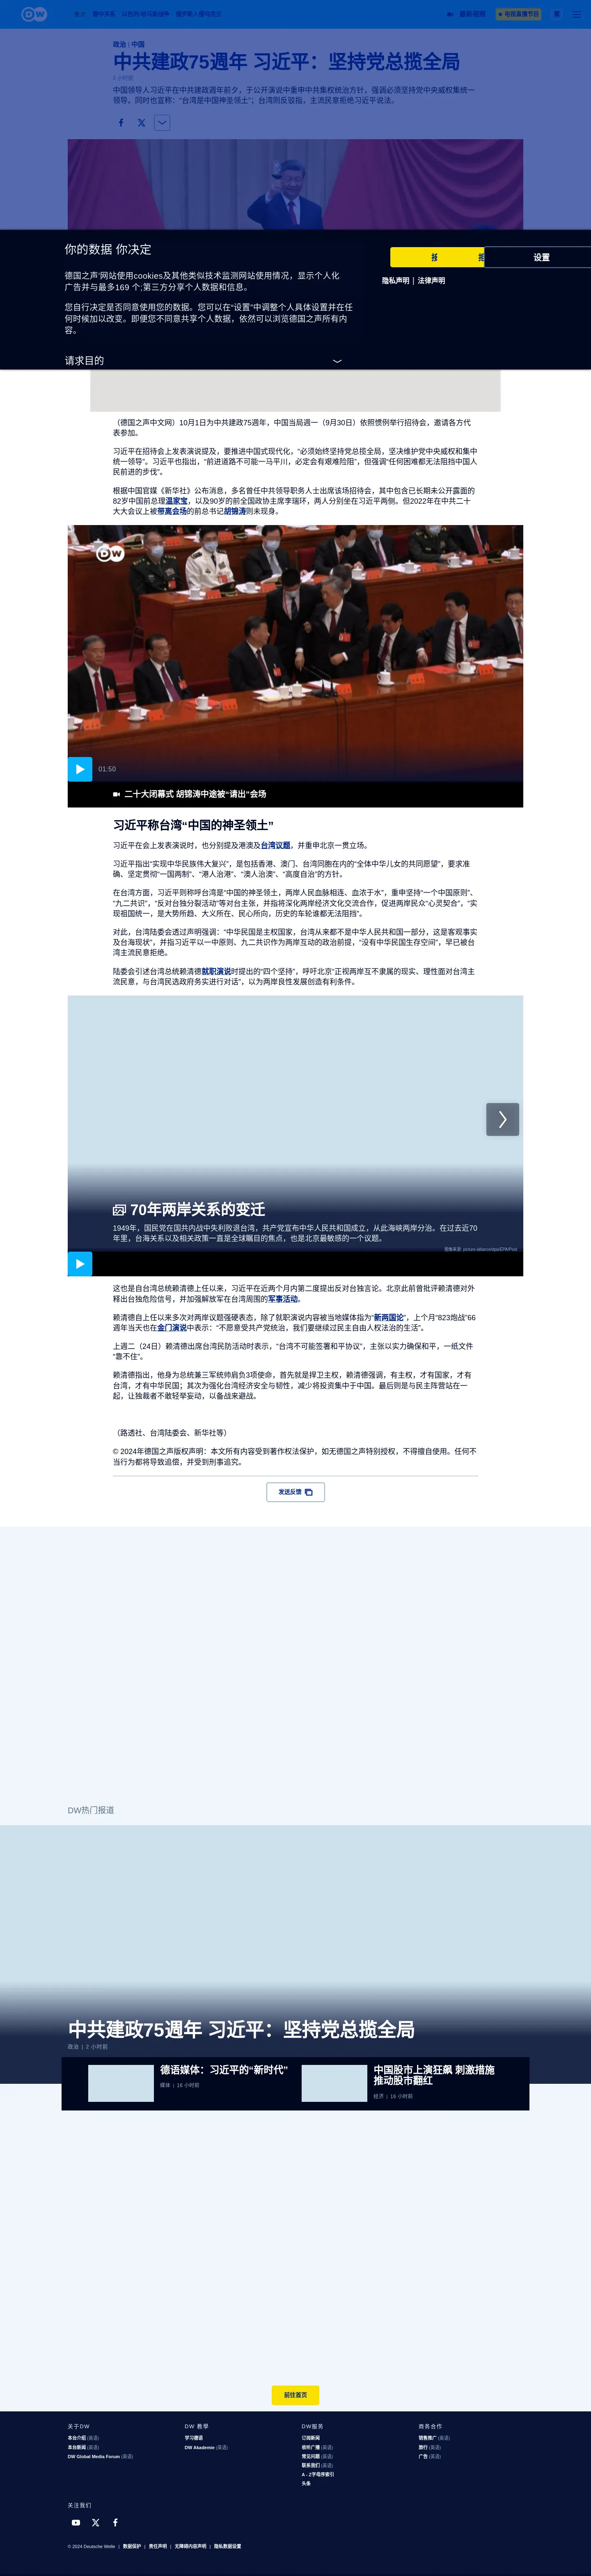 DW
德中关系
以色列/哈马斯战争
俄罗斯入侵乌克兰
最新视频
电视直播节目
政治 | 中国
中共建政75週年 习近平：坚持党总揽全局
2 小时前
中国领导人习近平在中共建政週年前夕，于公开演说中重申中共集权统治方针，强调必须坚持党中央权集统一
领导。同时也宣称：“台湾是中国神圣领土”；台湾则反驳指，主流民意拒绝习近平说法。
你的数据 你决定
德国之声'网站使用cookies及其他类似技术监测网站使用情况，显示个人化
广告并与最多169 个;第三方分享个人数据和信息。
您自行决定是否同意使用您的数据。您可以在“设置”中调整个人具体设置并在任
何时候加以改变。即便您不同意共享个人数据，依然可以浏览德国之声所有内
容。
请求目的
设置
隐私声明 | 法律声明
（德国之声中文网）10月1日为中共建政75週年，中国当局週一（9月30日）依照惯例举行招待会，邀请各方代
表参加。
习近平在招待会上发表演说提及，要推进中国式现代化，“必须始终坚持党总揽全局，坚决维护党中央威权和集中
统一领导”。习近平也指出，“前进道路不可能一马平川，必定会有艰难险阻”，但强调“任何困难都无法阻挡中国人
民前进的步伐”。
根据中国官媒《新华社》公布消息，多名曾任中共领导职务人士出席该场招待会，其中包含已长期未公开露面的
82岁中国前总理温家宝，以及90岁的前全国政协主席李瑞环，两人分别坐在习近平两侧。但2022年在中共二十
大大会议上被带离会场的前总书记胡锦涛则未现身。
DW
01:50
二十大闭幕式 胡锦涛中途被“请出”会场
习近平称台湾“中国的神圣领土”
习近平在会上发表演说时，也分别提及港澳及台湾议题，并重申北京一贯立场。
习近平指出“实现中华民族伟大复兴”，是包括香港、澳门、台湾同胞在内的“全体中华儿女的共同愿望”，要求准
确、坚定贯彻“一国两制”、“港人治港”、“澳人治澳”、“高度自治”的方针。
在台湾方面，习近平则称呼台湾是“中国的神圣领土，两岸人民血脉相连、血浓于水”，重申坚持“一个中国原则”、
“九二共识”，“反对台独分裂活动”等对台主张，并指将深化两岸经济文化交流合作，促进两岸民众“心灵契合”，“实
现祖国统一，是大势所趋、大义所在、民心所向，历史的车轮谁都无法阻挡”。
对此，台湾陆委会透过声明强调：“中华民国是主权国家，台湾从来都不是中华人民共和国一部分，这是客观事实
及台海现状”，并指习近平以一中原则、九二共识作为两岸互动的政治前提，“没有中华民国生存空间”，早已被台
湾主流民意拒绝。
陆委会引述台湾总统赖清德就职演说时提出的“四个坚持”，呼吁北京“正视两岸互不隶属的现实、理性面对台湾主
流民意，与台湾民选政府务实进行对话”，以为两岸良性发展创造有利条件。
70年两岸关系的变迁
1949年，国民党在国共内战中失利败退台湾，共产党宣布中华人民共和国成立，从此海峡两岸分治。在过去近70
年里，台海关系以及相关政策一直是全球瞩目的焦点，也是北京最敏感的一个议题。
图像来源: picture-alliance/dpa/EPA/Pool
这也是自台湾总统赖清德上任以来，习近平在近两个月内第二度提出反对台独言论。北京此前曾批评赖清德对外
释出台独危险信号，并加强解放军在台湾周围的军事活动。
赖清德自上任以来多次对两岸议题强硬表态，除了就职演说内容被当地媒体指为“新两国论”，上个月“823炮战”66
週年当天也在金门演说中表示：“不愿意受共产党统治，我们要继续过民主自由人权法治的生活”。
上週二（24日）赖清德出席台湾民防活动时表示，“台湾不可能签署和平协议”，主张以实力确保和平，一纸文件
“靠不住”。
赖清德指出，他身为总统兼三军统帅肩负3项使命，首先就是捍卫主权，赖清德强调，有主权，才有国家，才有
台湾，才有中华民国；其次为强化台湾经济安全与韧性，减少将投资集中于中国。最后则是与民主阵营站在一
起，让独裁者不敢轻举妄动，以备战来避战。
（路透社、台湾陆委会、新华社等）
© 2024年德国之声版权声明：本文所有内容受到著作权法保护，如无德国之声特别授权，不得擅自使用。任何不
当行为都将导致追偿，并受到刑事追究。
发送反馈
DW热门报道
中共建政75週年 习近平：坚持党总揽全局
政治 | 2 小时前
德语媒体：习近平的“新时代”
媒体 | 16 小时前
中国股市上演狂飙 刺激措施
推动股市翻红
经济 | 16 小时前
前往首页
关于DW
本台介绍 (英语)
本台新闻 (英语)
DW Global Media Forum (英语)
DW 教學
学习德语
DW Akademie (英语)
DW服务
订阅新闻
收听广播 (英语)
常见问题 (英语)
联系我们 (英语)
A - Z字母序索引
头条
商务合作
销售推广 (英语)
旅行 (英语)
广告 (英语)
关注我们
© 2024 Deutsche Welle | 数据保护 | 责任声明 | 无障碍内容声明 | 隐私数据设置